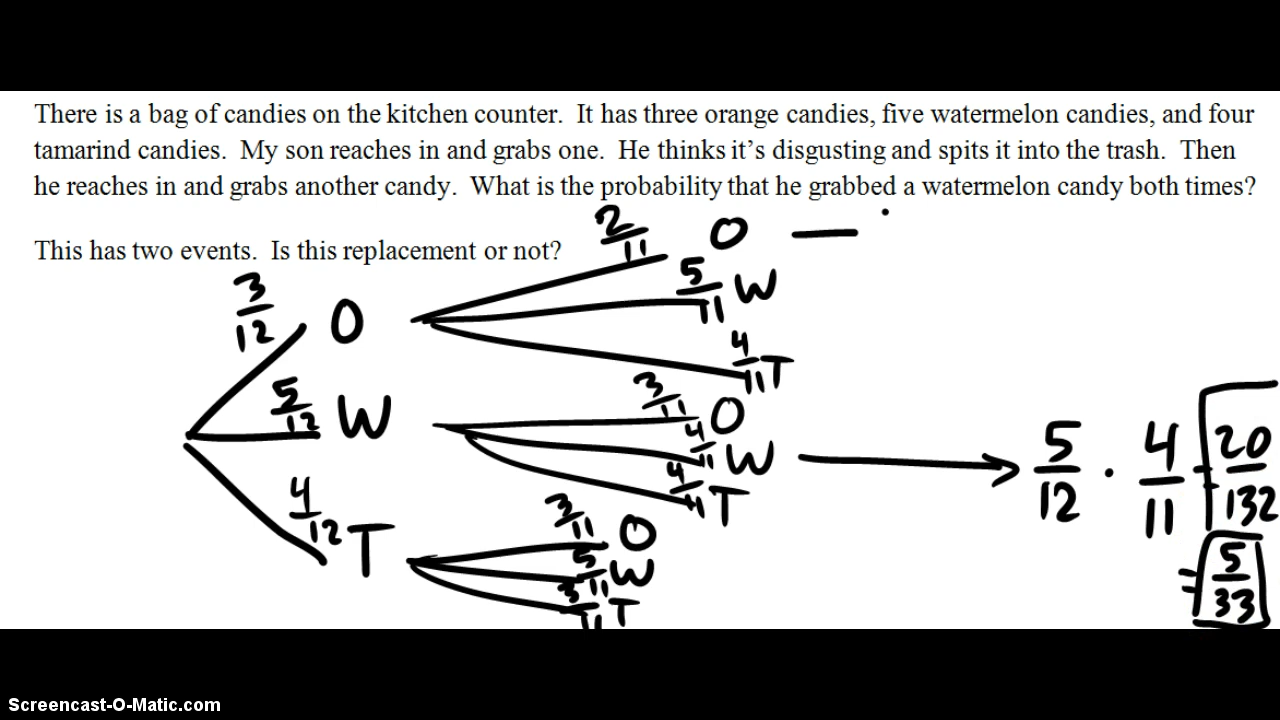 There is a bag of candies on the kitchen counter.  It has three orange candies, five watermelon candies, and four
tamarind candies.  My son reaches in and grabs one.  He thinks it’s disgusting and spits it into the trash.  Then
he reaches in and grabs another candy.  What is the probability that he grabbed a watermelon candy both times?
This has two events.  Is this replacement or not?
2/11 O
5/11 W
3/12 O
4/11 T
3/11 O
5/12 W
4/11 W
5/12 · 4/11 = 20/132
4/11 T
4/12 T
3/11 O
5/11 W
= 5/33
3/11 T
Screencast-O-Matic.com